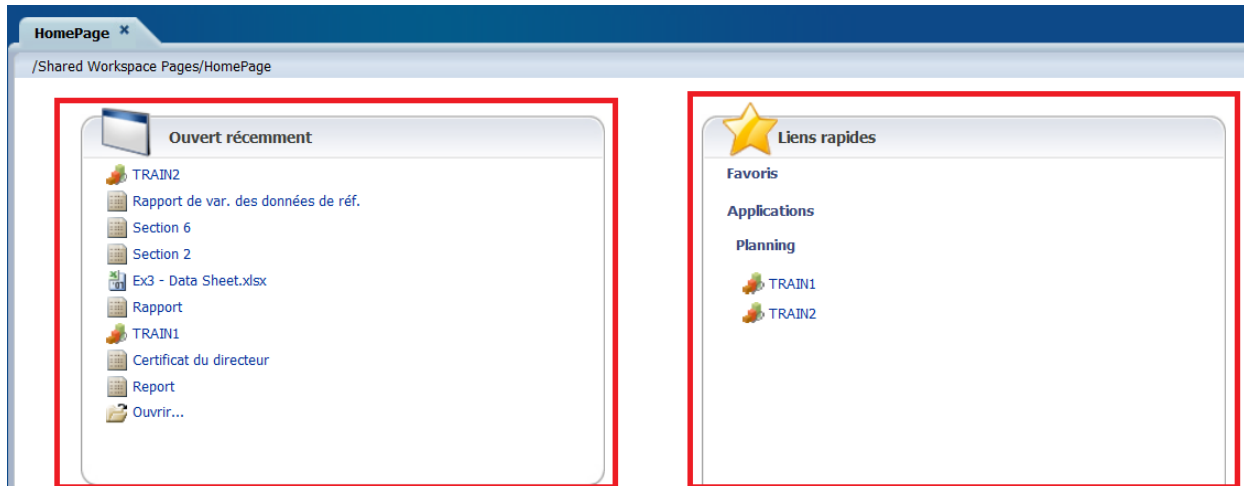 HomePage ×
/Shared Workspace Pages/HomePage
Ouvert récemment
TRAIN2
Rapport de var. des données de réf.
Section 6
Section 2
Ex3 - Data Sheet.xlsx
Rapport
TRAIN1
Certificat du directeur
Report
Ouvrir...
Liens rapides
Favoris
Applications
Planning
TRAIN1
TRAIN2